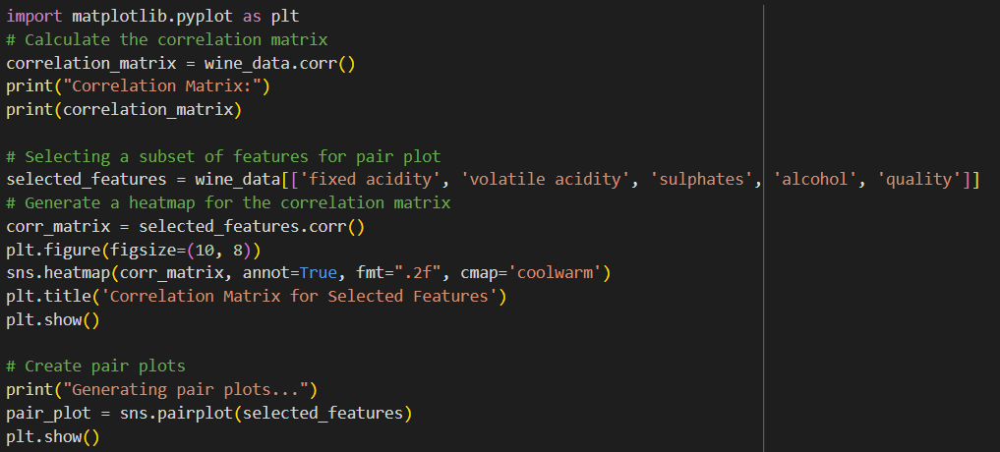 import matplotlib.pyplot as plt
# Calculate the correlation matrix
correlation_matrix = wine_data.corr()
print("Correlation Matrix:")
print(correlation_matrix)

# Selecting a subset of features for pair plot
selected_features = wine_data[['fixed acidity', 'volatile acidity', 'sulphates', 'alcohol', 'quality']]
# Generate a heatmap for the correlation matrix
corr_matrix = selected_features.corr()
plt.figure(figsize=(10, 8))
sns.heatmap(corr_matrix, annot=True, fmt=".2f", cmap='coolwarm')
plt.title('Correlation Matrix for Selected Features')
plt.show()

# Create pair plots
print("Generating pair plots...")
pair_plot = sns.pairplot(selected_features)
plt.show()